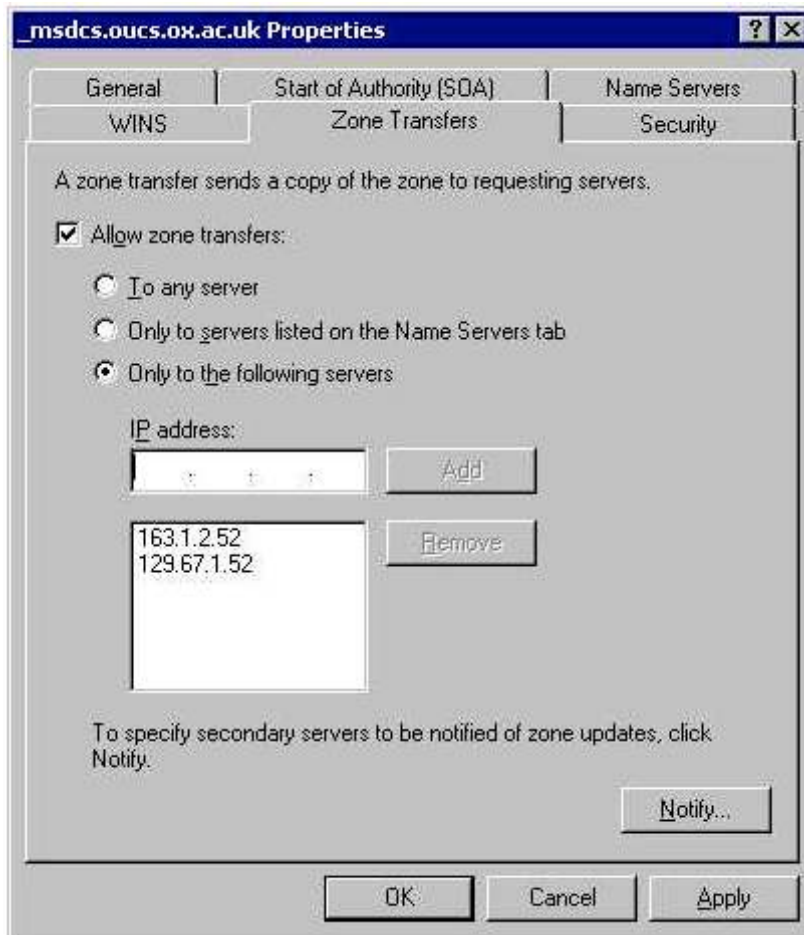 _msdcs.oucs.ox.ac.uk Properties
General
Start of Authority (SOA)
Name Servers
WINS
Zone Transfers
Security
A zone transfer sends a copy of the zone to requesting servers.
Allow zone transfers:
To any server
Only to servers listed on the Name Servers tab
Only to the following servers
IP address:
. . .
Add
163.1.2.52
Remove
129.67.1.52
To specify secondary servers to be notified of zone updates, click
Notify.
Notify...
OK
Cancel
Apply